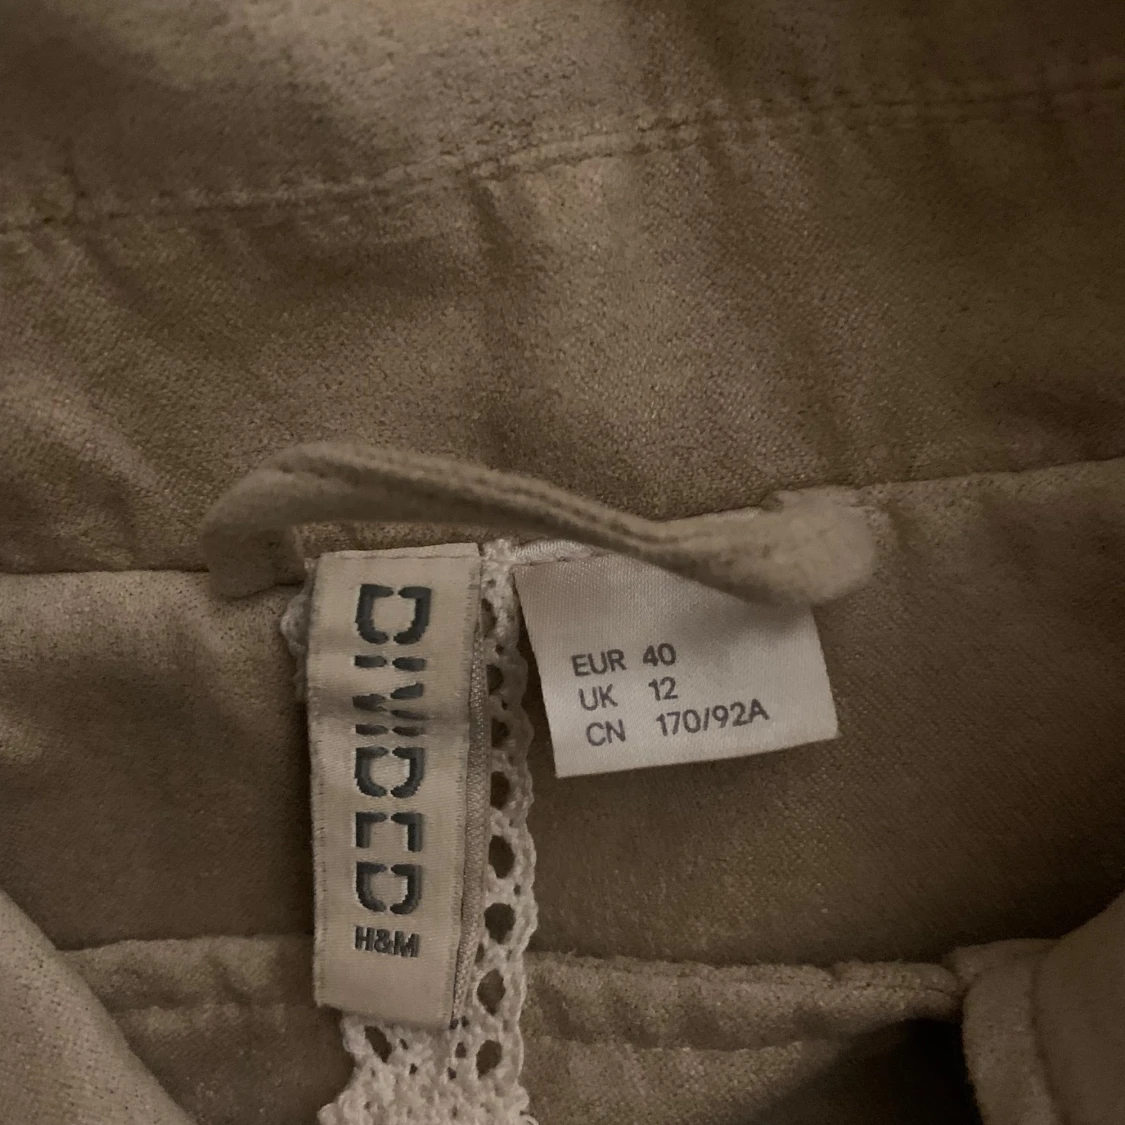 DIVIDED
H&M
EUR 40
UK 12
CN 170/92A